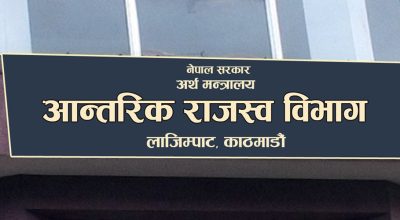 नेपाल सरकार
अर्थ मन्त्रालय
आन्तरिक राजस्व विभाग
लाजिम्पाट, काठमाडौं